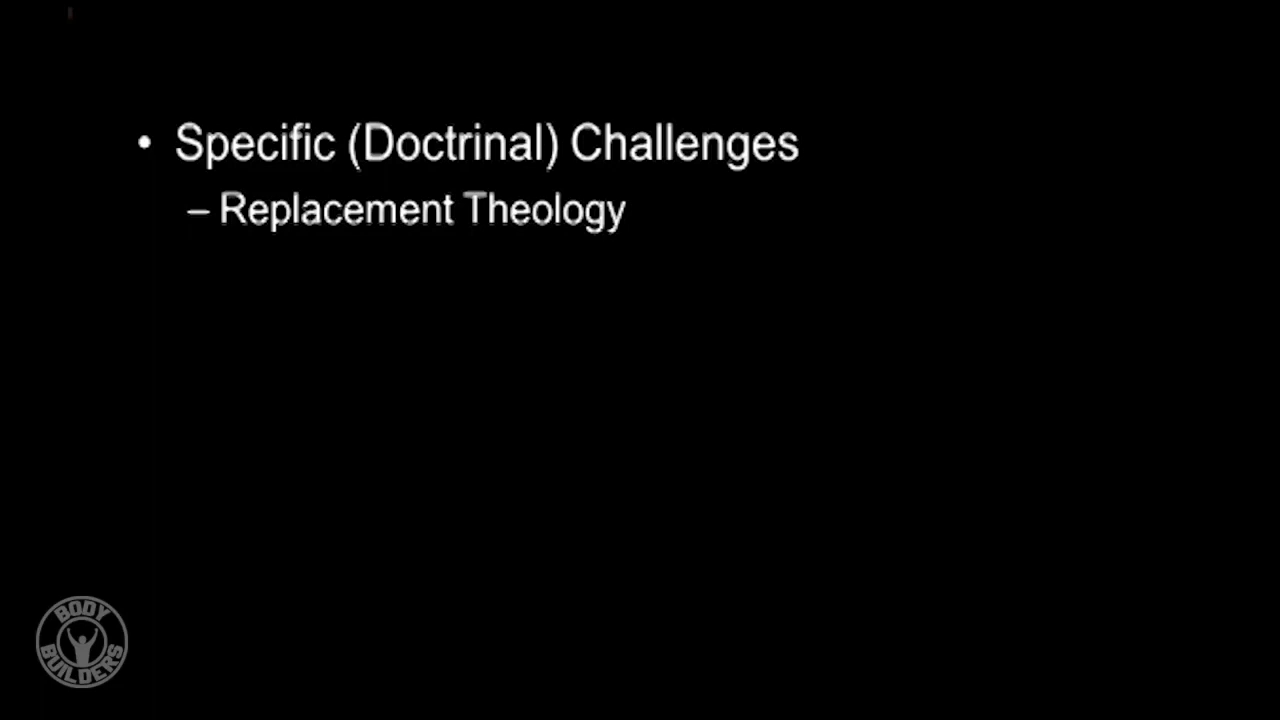 • Specific (Doctrinal) Challenges
– Replacement Theology
BODY
BUILDERS